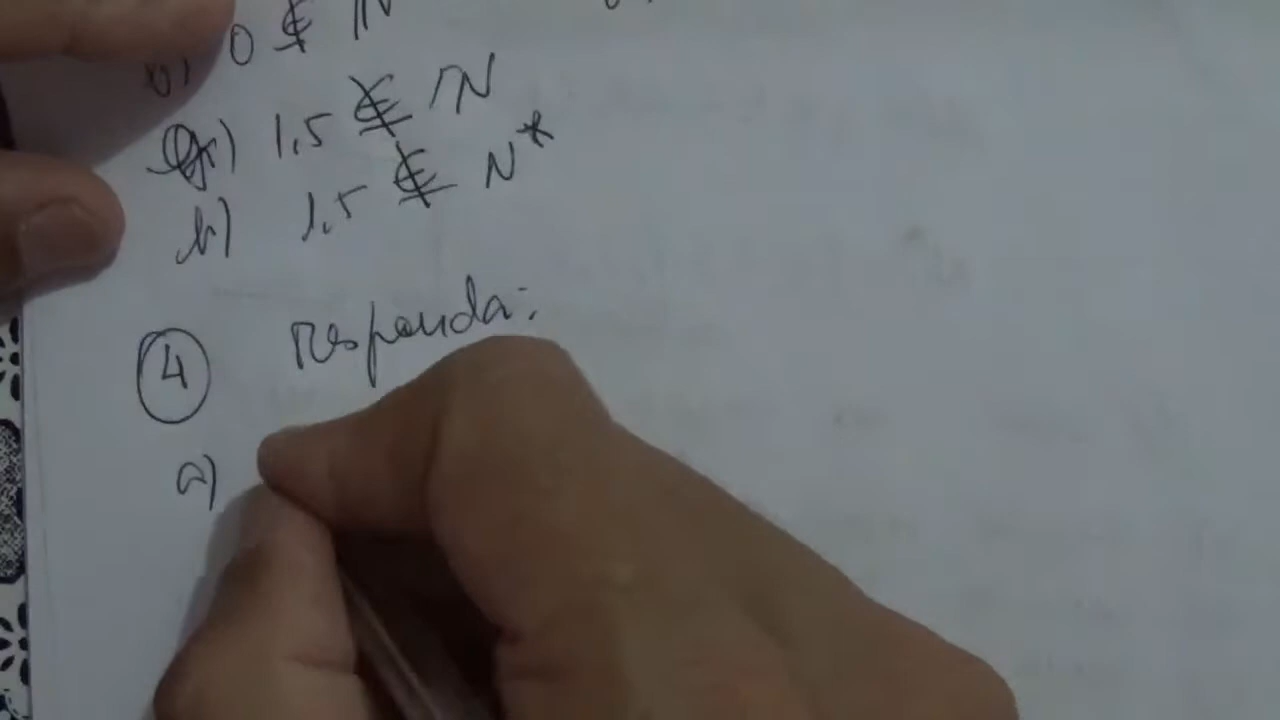 0 ∉ N
g) 1,5 ∉ N
h) 1,5 ∉ N*
4 Responda:
a)